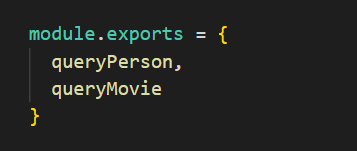 module.exports = {
  queryPerson,
  queryMovie
}